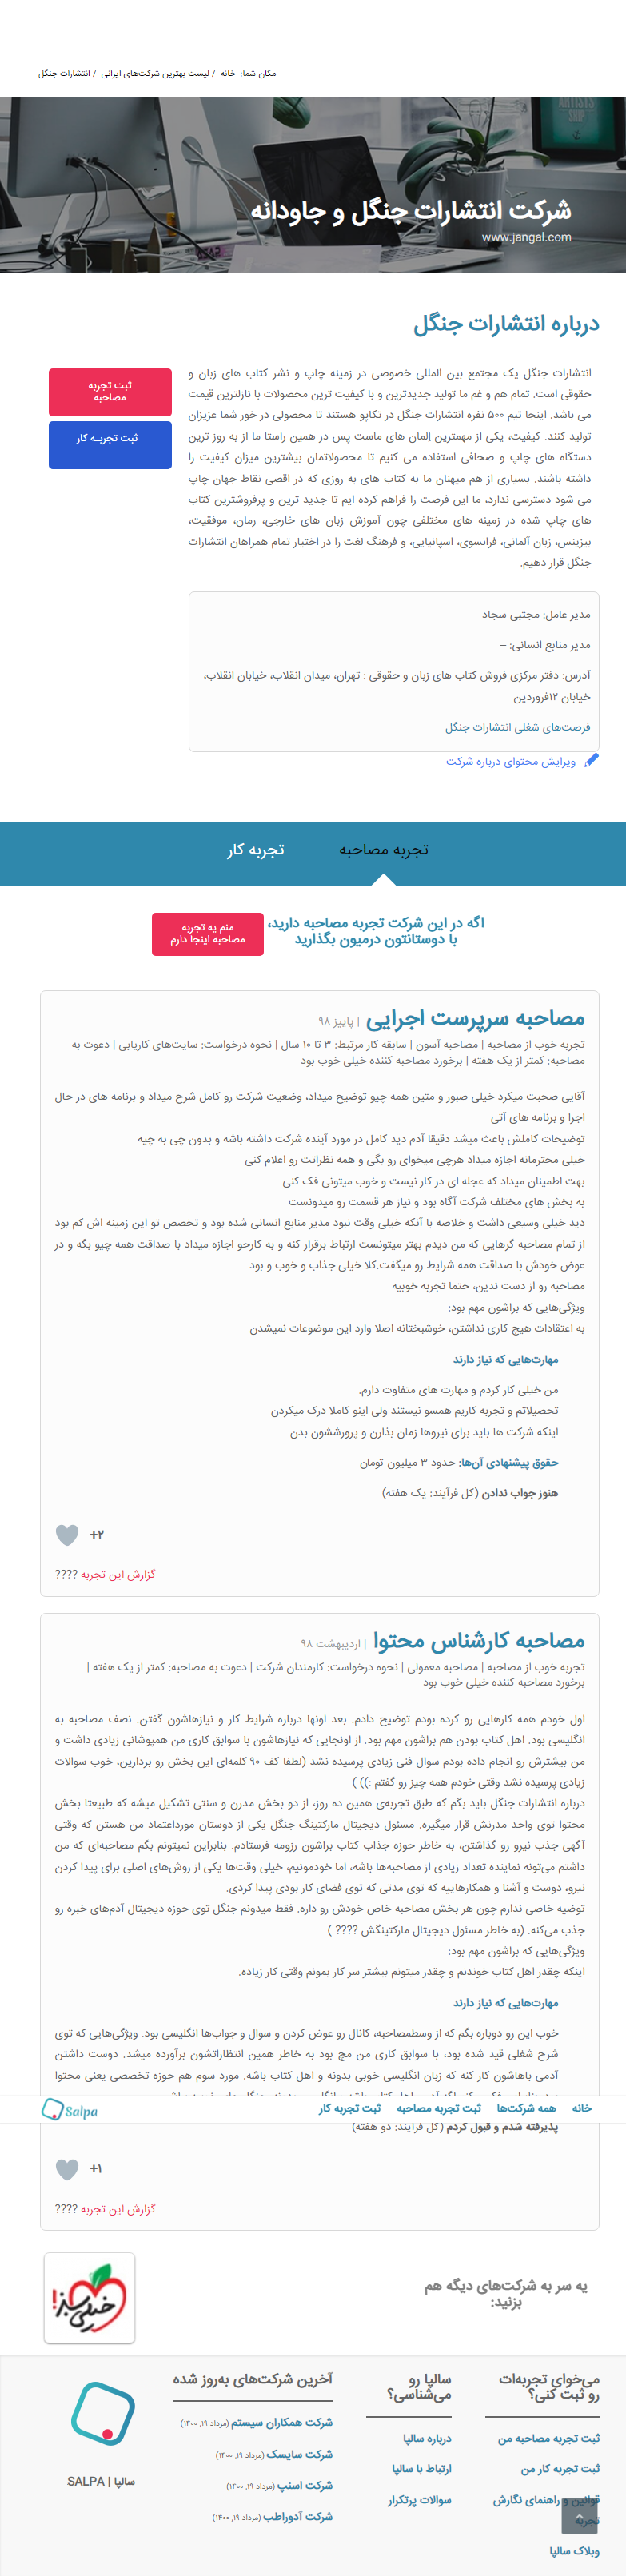 مکان شما: خانه / لیست بهترین شرکت‌های ایرانی / انتشارات جنگل
ARTISTS
SHIP
شرکت انتشارات جنگل و جاودانه
www.jangal.com
درباره انتشارات جنگل
انتشارات جنگل یک مجتمع بین المللی خصوصی در زمینه چاپ و نشر کتاب های زبان و
حقوقی است. تمام هم و غم ما تولید جدیدترین و با کیفیت ترین محصولات با نازلترین قیمت
می باشد. اینجا تیم ۵۰۰ نفره انتشارات جنگل در تکاپو هستند تا محصولی در خور شما عزیزان
تولید کنند. کیفیت، یکی از مهمترین اِلمان های ماست پس در همین راستا ما از به روز ترین
دستگاه های چاپ و صحافی استفاده می کنیم تا محصولاتمان بیشترین میزان کیفیت را
داشته باشند. بسیاری از هم میهنان ما به کتاب های به روزی که در اقصی نقاط جهان چاپ
می شود دسترسی ندارد، ما این فرصت را فراهم کرده ایم تا جدید ترین و پرفروشترین کتاب
های چاپ شده در زمینه های مختلفی چون آموزش زبان های خارجی، رمان، موفقیت،
بیزینس، زبان آلمانی، فرانسوی، اسپانیایی، و فرهنگ لغت را در اختیار تمام همراهان انتشارات
جنگل قرار دهیم.
ثبت تجربه
مصاحبه
ثبت تجربـه کار
مدیر عامل: مجتبی سجاد
مدیر منابع انسانی: –
آدرس: دفتر مرکزی فروش کتاب های زبان و حقوقی : تهران، میدان انقلاب، خیابان انقلاب،
خیابان ۱۲فروردین
فرصت‌های شغلی انتشارات جنگل
ویرایش محتوای درباره شرکت
تجربه مصاحبه
تجربه کار
اگه در این شرکت تجربه مصاحبه دارید،
با دوستانتون درمیون بگذارید
منم یه تجربه
مصاحبه اینجا دارم
مصاحبه سرپرست اجرایی | پاییز ۹۸
تجربه خوب از مصاحبه | مصاحبه آسون | سابقه کار مرتبط: ۳ تا ۱۰ سال | نحوه درخواست: سایت‌های کاریابی | دعوت به
مصاحبه: کمتر از یک هفته | برخورد مصاحبه کننده خیلی خوب بود
آقایی صحبت میکرد خیلی صبور و متین همه چیو توضیح میداد، وضعیت شرکت رو کامل شرح میداد و برنامه های در حال
اجرا و برنامه های آتی
توضیحات کاملش باعث میشد دقیقا آدم دید کامل در مورد آینده شرکت داشته باشه و بدون چی به چیه
خیلی محترمانه اجازه میداد هرچی میخوای رو بگی و همه نظراتت رو اعلام کنی
بهت اطمینان میداد که عجله ای در کار نیست و خوب میتونی فک کنی
به بخش های مختلف شرکت آگاه بود و نیاز هر قسمت رو میدونست
دید خیلی وسیعی داشت و خلاصه با آنکه خیلی وقت نبود مدیر منابع انسانی شده بود و تخصص تو این زمینه اش کم بود
از تمام مصاحبه گرهایی که من دیدم بهتر میتونست ارتباط برقرار کنه و به کارجو اجازه میداد با صداقت همه چیو بگه و در
عوض خودش با صداقت همه شرایط رو میگفت.کلا خیلی جذاب و خوب و بود
مصاحبه رو از دست ندین، حتما تجربه خوبیه
ویژگی‌هایی که براشون مهم بود:
به اعتقادات هیچ کاری نداشتن، خوشبختانه اصلا وارد این موضوعات نمیشدن
مهارت‌هایی که نیاز دارند
من خیلی کار کردم و مهارت های متفاوت دارم.
تحصیلاتم و تجربه کاریم همسو نیستند ولی اینو کاملا درک میکردن
اینکه شرکت ها باید برای نیروها زمان بذارن و پرورششون بدن
حقوق پیشنهادی آن‌ها: حدود ۳ میلیون تومان
هنوز جواب ندادن (کل فرآیند: یک هفته)
+۲
گزارش این تجربه ????
مصاحبه کارشناس محتوا | اردیبهشت ۹۸
تجربه خوب از مصاحبه | مصاحبه معمولی | نحوه درخواست: کارمندان شرکت | دعوت به مصاحبه: کمتر از یک هفته |
برخورد مصاحبه کننده خیلی خوب بود
اول خودم همه کارهایی رو کرده بودم توضیح دادم. بعد اونها درباره شرایط کار و نیازهاشون گفتن. نصف مصاحبه به
انگلیسی بود. اهل کتاب بودن هم براشون مهم بود. از اونجایی که نیازهاشون با سوابق کاری من همپوشانی زیادی داشت و
من بیشترش رو انجام داده بودم سوال فنی زیادی پرسیده نشد (لطفا کف ۹۰ کلمه‌ای این بخش رو بردارین، خوب سوالات
زیادی پرسیده نشد وقتی خودم همه چیز رو گفتم :)) )
درباره انتشارات جنگل باید بگم که طبق تجربه‌ی همین ده روز، از دو بخش مدرن و سنتی تشکیل میشه که طبیعتا بخش
محتوا توی واحد مدرنش قرار میگیره. مسئول دیجیتال مارکتینگ جنگل یکی از دوستان مورداعتماد من هستن که وقتی
آگهی جذب نیرو رو گذاشتن، به خاطر حوزه جذاب کتاب براشون رزومه فرستادم. بنابراین نمیتونم بگم مصاحبه‌ای که من
داشتم می‌تونه نماینده تعداد زیادی از مصاحبه‌ها باشه، اما خودمونیم، خیلی وقت‌ها یکی از روش‌های اصلی برای پیدا کردن
نیرو، دوست و آشنا و همکارهاییه که توی مدتی که توی فضای کار بودی پیدا کردی.
توضیه خاصی ندارم چون هر بخش مصاحبه خاص خودش رو داره. فقط میدونم جنگل توی حوزه دیجیتال آدم‌های خبره رو
جذب می‌کنه. (به خاطر مسئول دیجیتال مارکتینگش ???? )
ویژگی‌هایی که براشون مهم بود:
اینکه چقدر اهل کتاب خوندنم و چقدر میتونم بیشتر سر کار بمونم وقتی کار زیاده.
مهارت‌هایی که نیاز دارند
خوب این رو دوباره بگم که از وسطمصاحبه، کانال رو عوض کردن و سوال و جواب‌ها انگلیسی بود. ویژگی‌هایی که توی
شرح شغلی قید شده بود، با سوابق کاری من مچ بود به خاطر همین انتظاراتشون برآورده میشد. دوست داشتن
آدمی باهاشون کار کنه که زبان انگلیسی خوبی بدونه و اهل کتاب باشه. مورد سوم هم حوزه تخصصی یعنی محتوا
خانه
همه شرکت‌ها
ثبت تجربه مصاحبه
ثبت تجربه کار
Salpa
پذیرفته شدم و قبول کردم (کل فرآیند: دو هفته)
+۱
گزارش این تجربه ????
یه سر به شرکت‌های دیگه هم
بزنید:
خیلی سبز!
می‌خوای تجربه‌ات
رو ثبت کنی؟
ثبت تجربه مصاحبه من
ثبت تجربه کار من
قوانین و راهنمای نگارش
تجربه
وبلاگ سالپا
سالپا رو
می‌شناسی؟
درباره سالپا
ارتباط با سالپا
سوالات پرتکرار
آخرین شرکت‌های به‌روز شده
شرکت همکاران سیستم (مرداد ۱۹, ۱۴۰۰)
شرکت سایسک (مرداد ۱۹, ۱۴۰۰)
شرکت اسنپ (مرداد ۱۹, ۱۴۰۰)
شرکت آدوراطب (مرداد ۱۹, ۱۴۰۰)
سالپا | SALPA